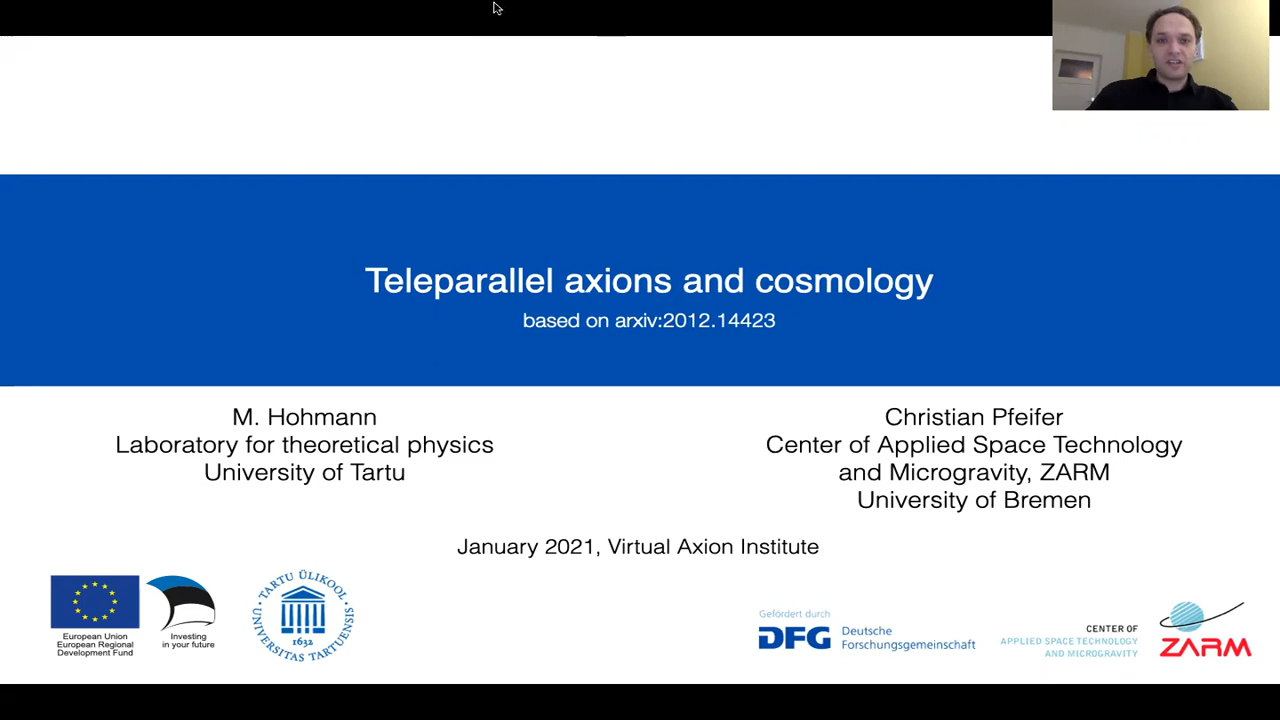 Teleparallel axions and cosmology
based on arxiv:2012.14423
M. Hohmann
Laboratory for theoretical physics
University of Tartu
Christian Pfeifer
Center of Applied Space Technology
and Microgravity, ZARM
University of Bremen
January 2021, Virtual Axion Institute
European Union
European Regional
Development Fund
Investing
in your future
TARTU ÜLIKOOL
1632
UNIVERSITAS TARTUENSIS
Gefördert durch
DFG Deutsche
Forschungsgemeinschaft
CENTER OF
APPLIED SPACE TECHNOLOGY
AND MICROGRAVITY
ZARM